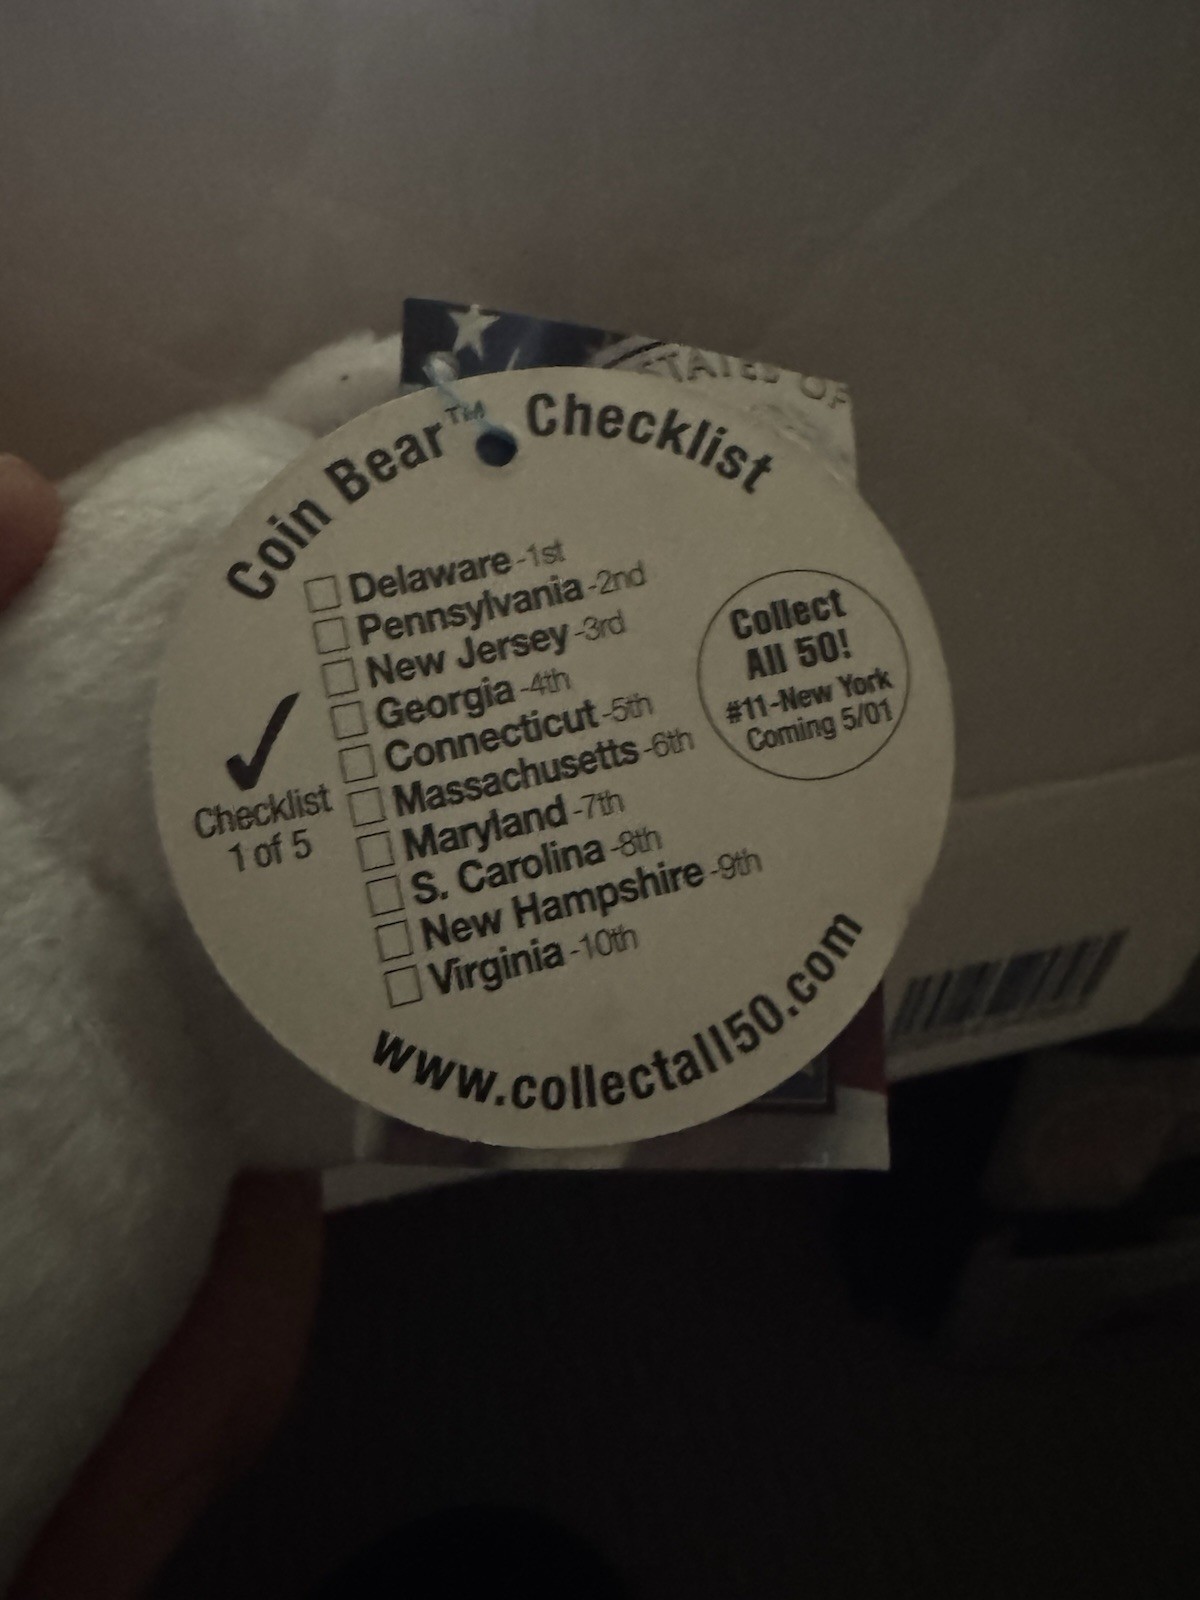 STATES OF
Coin Bear™ Checklist
Delaware-1st
Pennsylvania-2nd
New Jersey-3rd
Georgia-4th
Connecticut-5th
Massachusetts-6th
Maryland-7th
S. Carolina-8th
New Hampshire-9th
Virginia-10th
Checklist
1 of 5
Collect
All 50!
#11-New York
Coming 5/01
www.collectall50.com